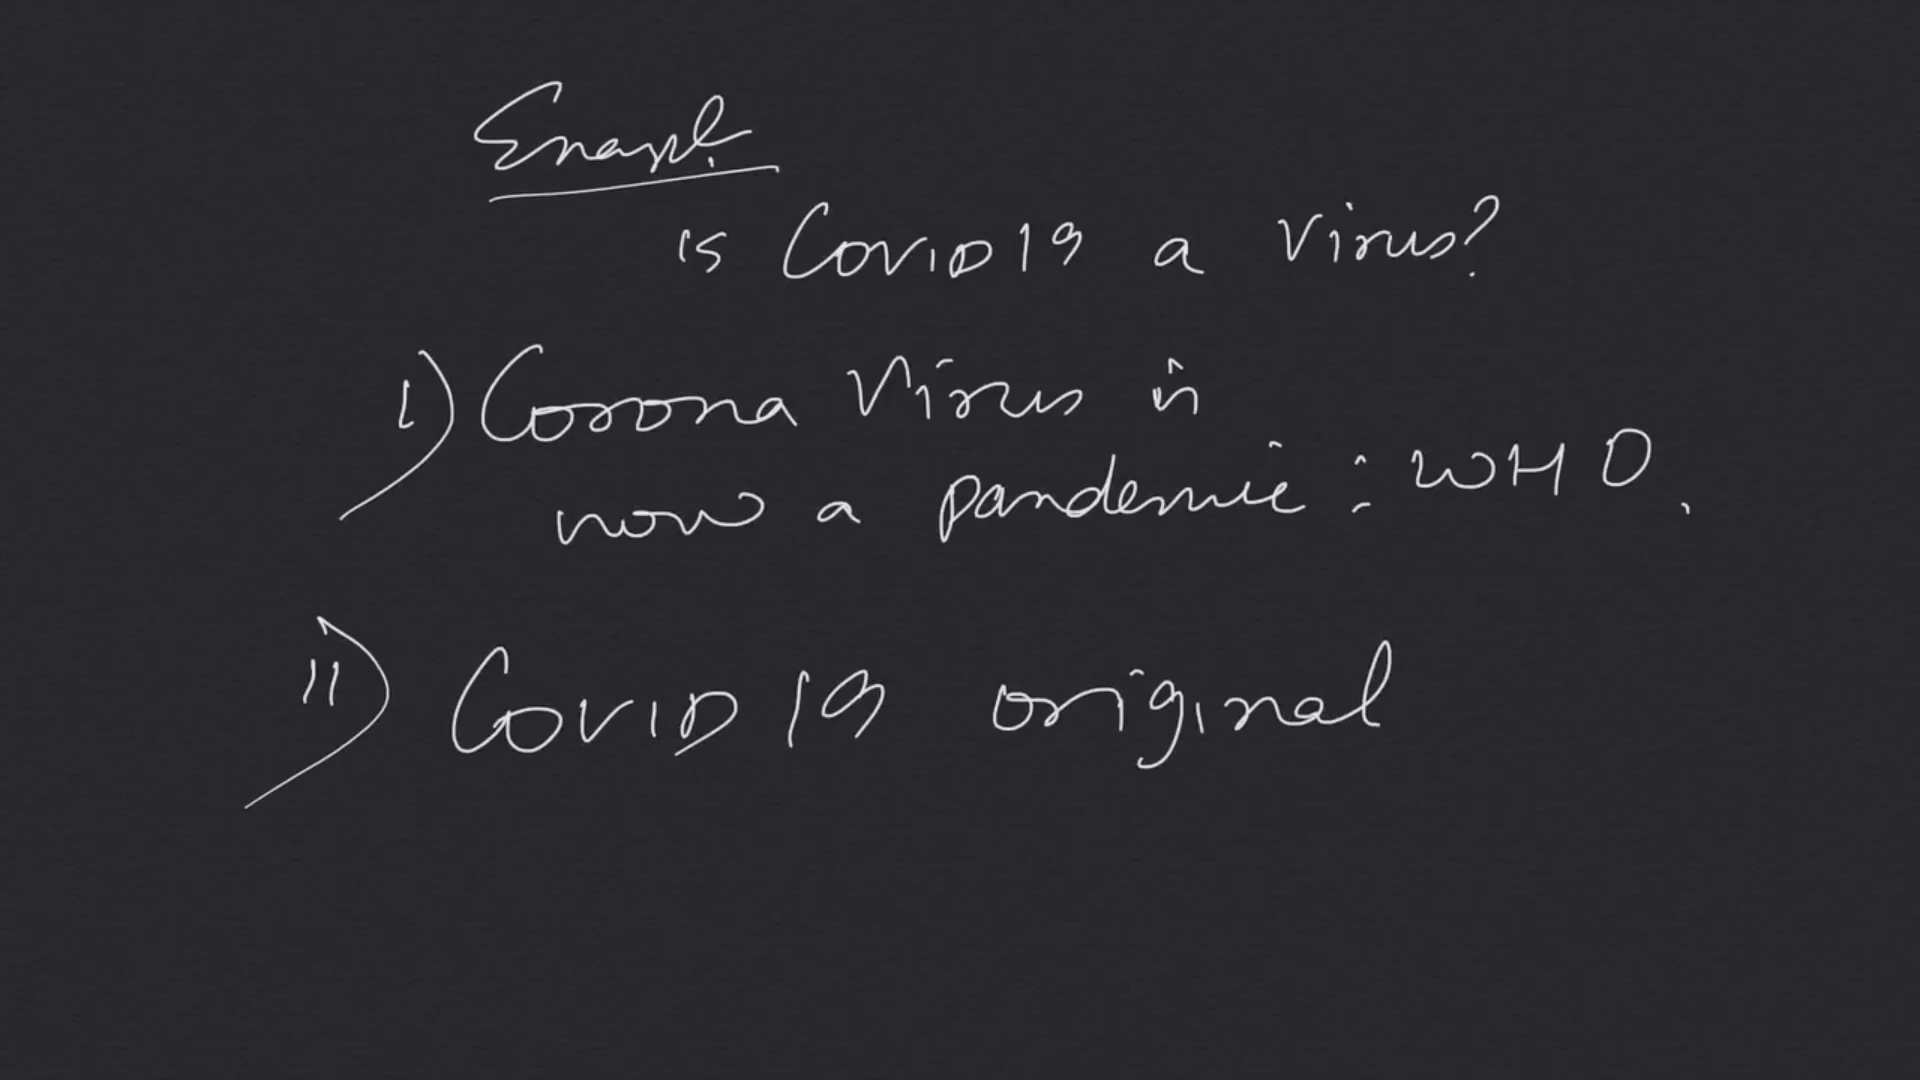 Example
is Covid19 a Virus?
i) Corona Virus is
now a pandemic : WHO.
ii) Covid 19 original